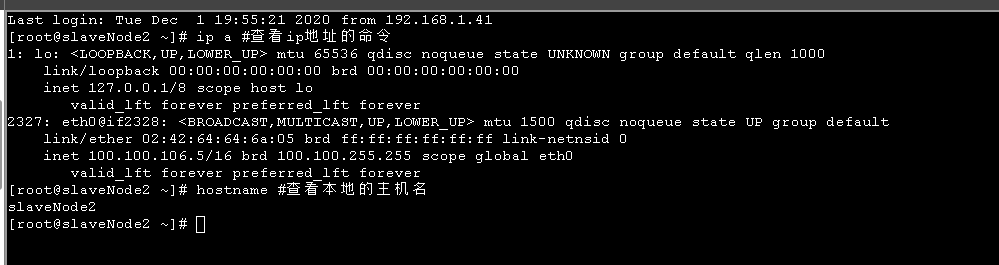 Last login: Tue Dec  1 19:55:21 2020 from 192.168.1.41
[root@slaveNode2 ~]# ip a #查看ip地址的命令
1: lo: <LOOPBACK,UP,LOWER_UP> mtu 65536 qdisc noqueue state UNKNOWN group default qlen 1000
    link/loopback 00:00:00:00:00:00 brd 00:00:00:00:00:00
    inet 127.0.0.1/8 scope host lo
       valid_lft forever preferred_lft forever
2327: eth0@if2328: <BROADCAST,MULTICAST,UP,LOWER_UP> mtu 1500 qdisc noqueue state UP group default
    link/ether 02:42:64:64:6a:05 brd ff:ff:ff:ff:ff:ff link-netnsid 0
    inet 100.100.106.5/16 brd 100.100.255.255 scope global eth0
       valid_lft forever preferred_lft forever
[root@slaveNode2 ~]# hostname #查看本地的主机名
slaveNode2
[root@slaveNode2 ~]#